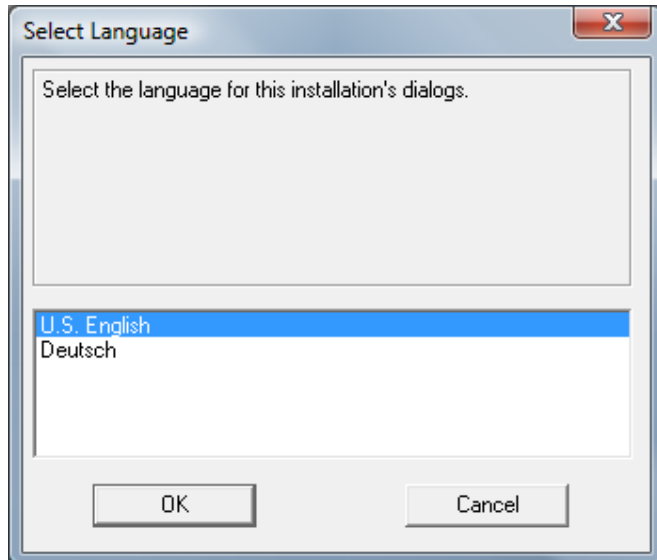 Select Language
Select the language for this installation's dialogs.
U.S. English
Deutsch
OK
Cancel